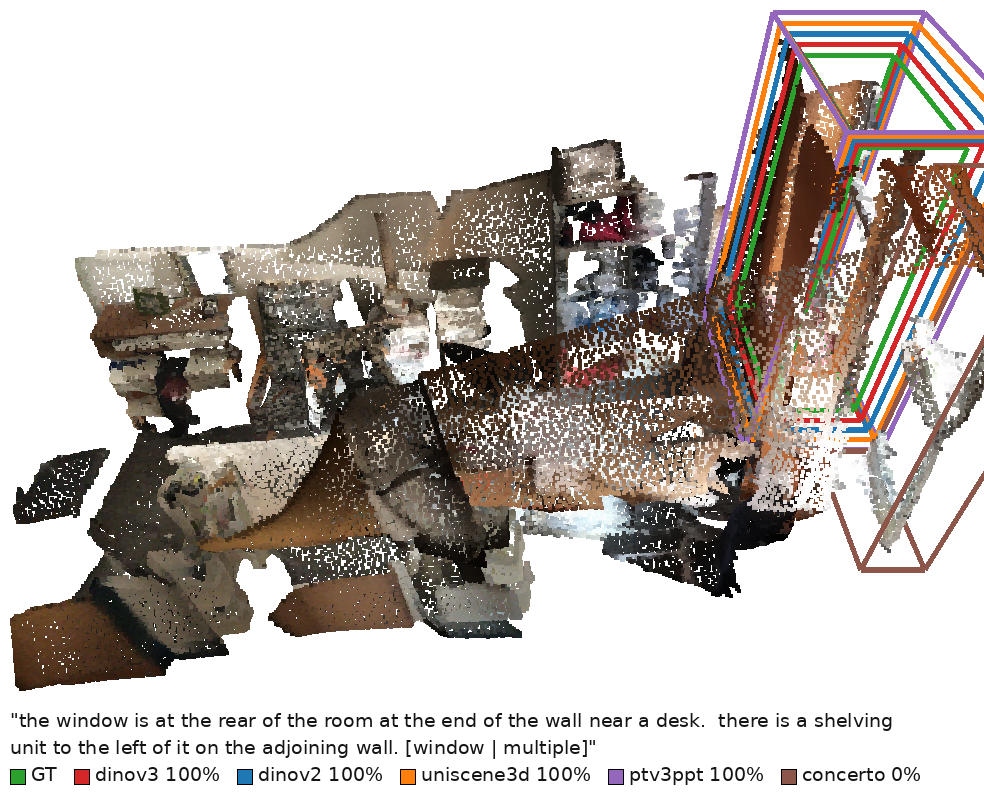 "the window is at the rear of the room at the end of the wall near a desk.  there is a shelving
unit to the left of it on the adjoining wall. [window | multiple]"
GT dinov3 100% dinov2 100% uniscene3d 100% ptv3ppt 100% concerto 0%